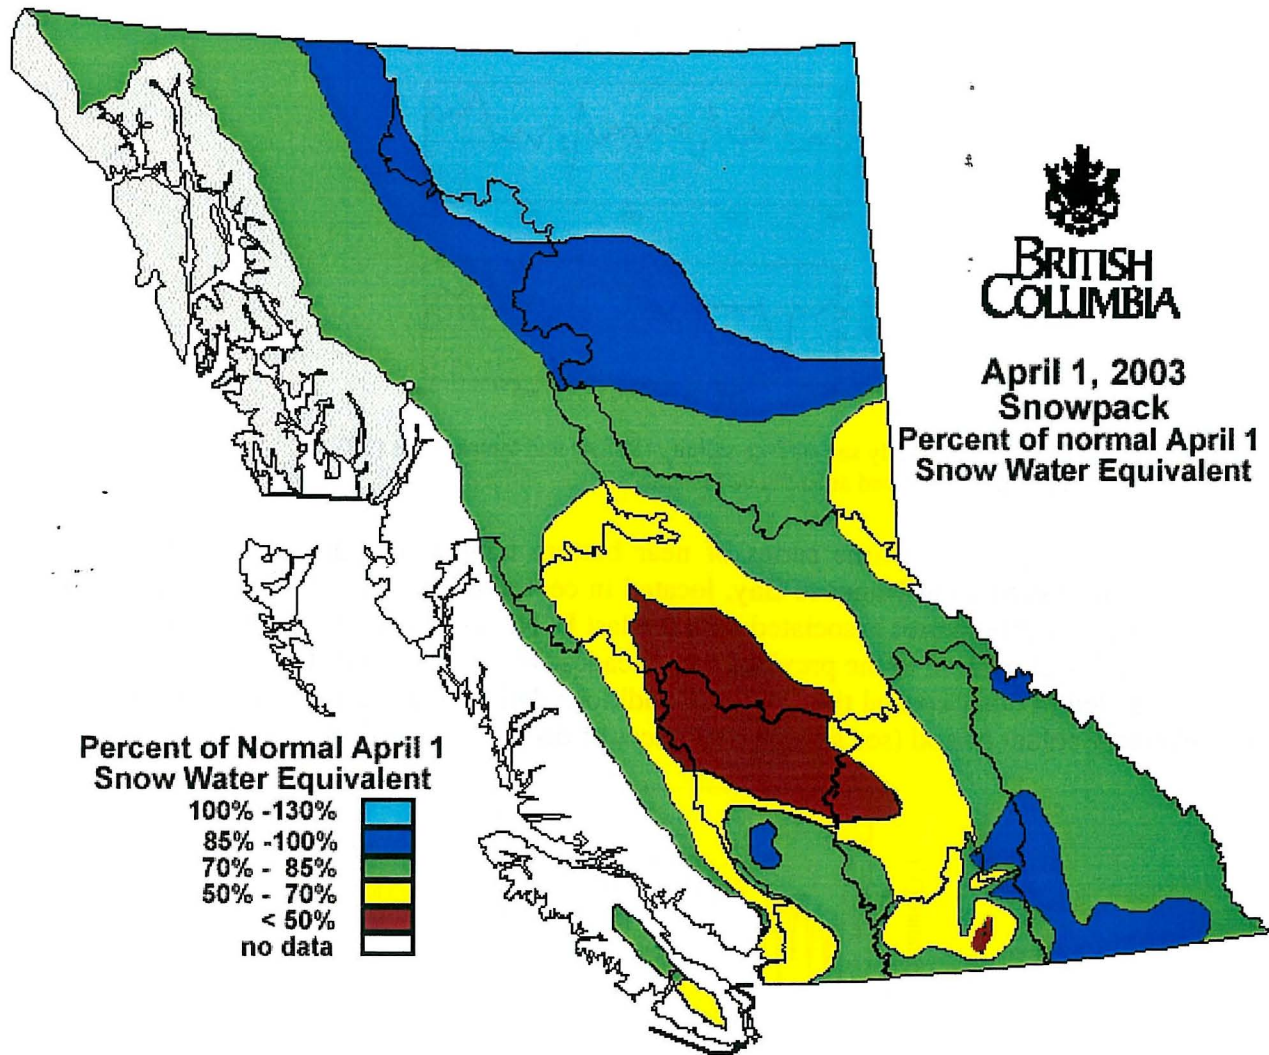 BRITISH
COLUMBIA
April 1, 2003
Snowpack
Percent of normal April 1
Snow Water Equivalent
Percent of Normal April 1
Snow Water Equivalent
100% -130%
85% -100%
70% - 85%
50% - 70%
< 50%
no data